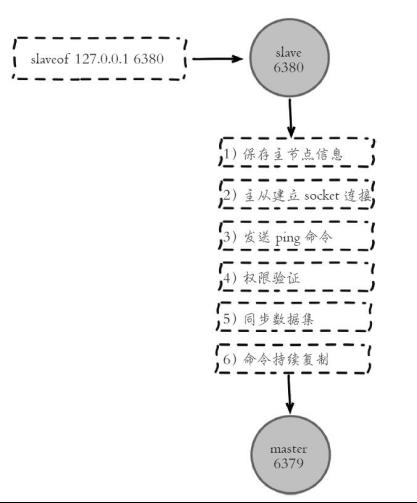 slaveof 127.0.0.1 6380
slave
6380
1) 保存主节点信息
2) 主从建立 socket 连接
3) 发送 ping 命令
4) 权限验证
5) 同步数据集
6) 命令持续复制
master
6379